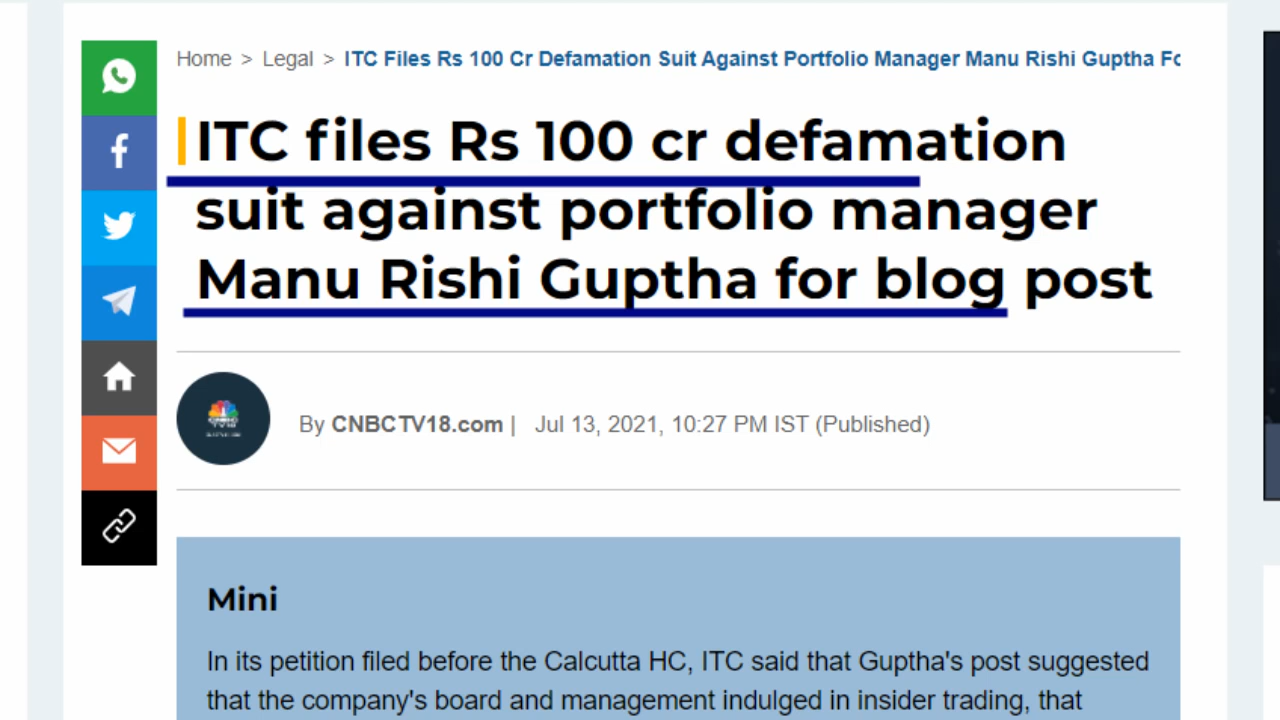 Home > Legal > ITC Files Rs 100 Cr Defamation Suit Against Portfolio Manager Manu Rishi Guptha Fo
ITC files Rs 100 cr defamation
suit against portfolio manager
Manu Rishi Guptha for blog post
CNBC
TV18
By CNBCTV18.com | Jul 13, 2021, 10:27 PM IST (Published)
Mini
In its petition filed before the Calcutta HC, ITC said that Guptha's post suggested
that the company's board and management indulged in insider trading, that